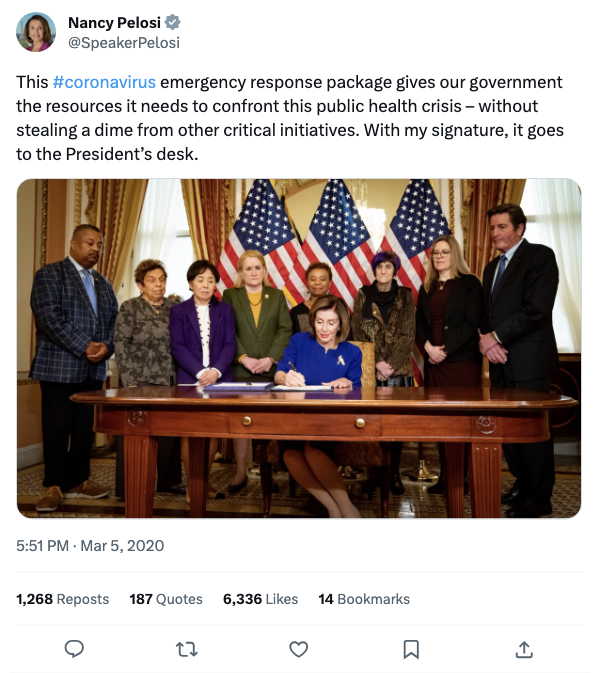 Nancy Pelosi
@SpeakerPelosi
This #coronavirus emergency response package gives our government
the resources it needs to confront this public health crisis – without
stealing a dime from other critical initiatives. With my signature, it goes
to the President’s desk.
5:51 PM · Mar 5, 2020
1,268 Reposts 187 Quotes 6,336 Likes 14 Bookmarks